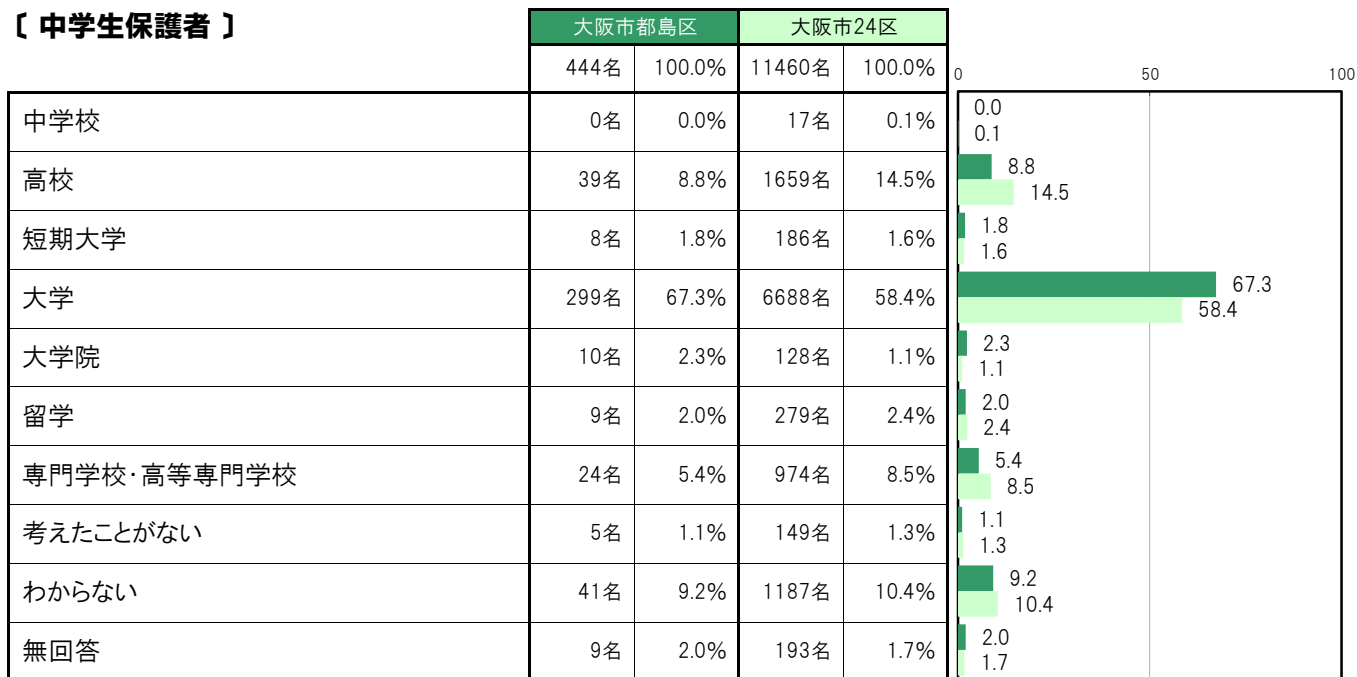 〔 中学生保護者 〕
大阪市都島区 大阪市24区
444名 100.0% 11460名 100.0% 0 50 100
中学校 0名 0.0% 17名 0.1% 0.0
0.1
高校 39名 8.8% 1659名 14.5% 8.8
14.5
短期大学 8名 1.8% 186名 1.6% 1.8
1.6
大学 299名 67.3% 6688名 58.4% 67.3
58.4
大学院 10名 2.3% 128名 1.1% 2.3
1.1
留学 9名 2.0% 279名 2.4% 2.0
2.4
専門学校・高等専門学校 24名 5.4% 974名 8.5% 5.4
8.5
考えたことがない 5名 1.1% 149名 1.3% 1.1
1.3
わからない 41名 9.2% 1187名 10.4% 9.2
10.4
無回答 9名 2.0% 193名 1.7% 2.0
1.7